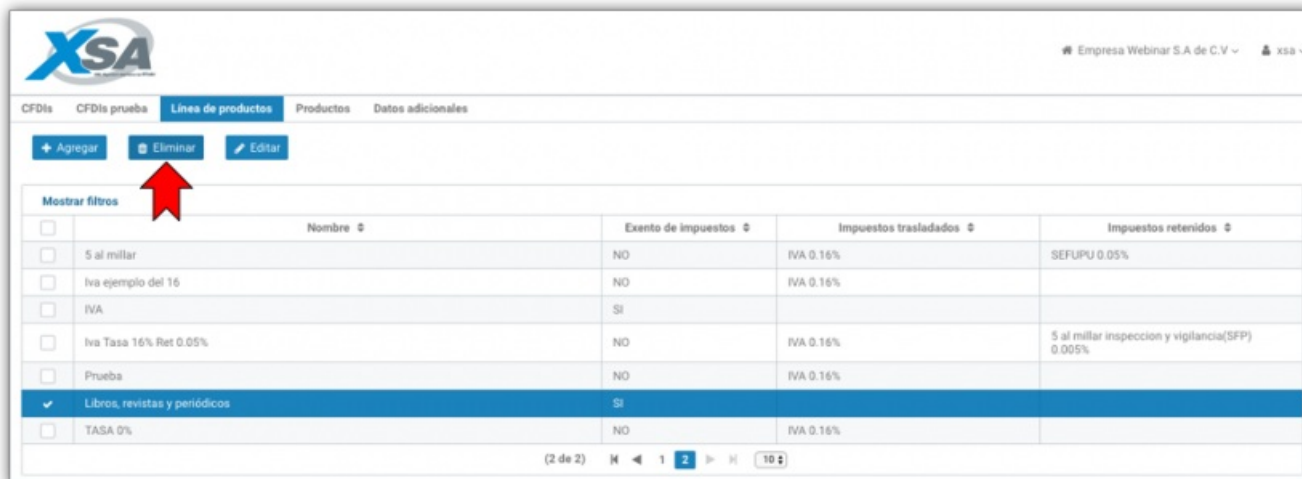 XSA
Empresa Webinar S.A de C.V xsa
CFDIs CFDIs prueba Línea de productos Productos Datos adicionales
+ Agregar Eliminar Editar
Mostrar filtros
Nombre Exento de impuestos Impuestos trasladados Impuestos retenidos
5 al millar NO IVA 0.16% SEFUPU 0.05%
Iva ejemplo del 16 NO IVA 0.16%
IVA SI
Iva Tasa 16% Ret 0.05% NO IVA 0.16% 5 al millar inspeccion y vigilancia(SFP)
0.005%
Prueba NO IVA 0.16%
Libros, revistas y periódicos SI
TASA 0% NO IVA 0.16%
(2 de 2) 1 2 10